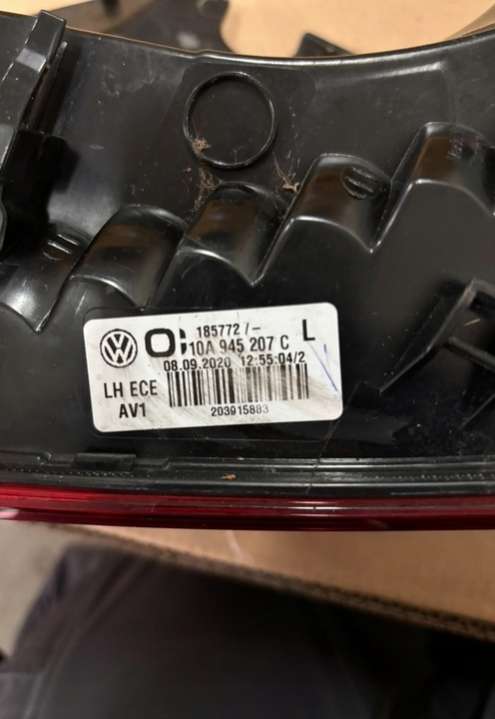 185772 /-
L
10A 945 207 C
08.09.2020 12:55:04/2
LH ECE
AV1
203915883